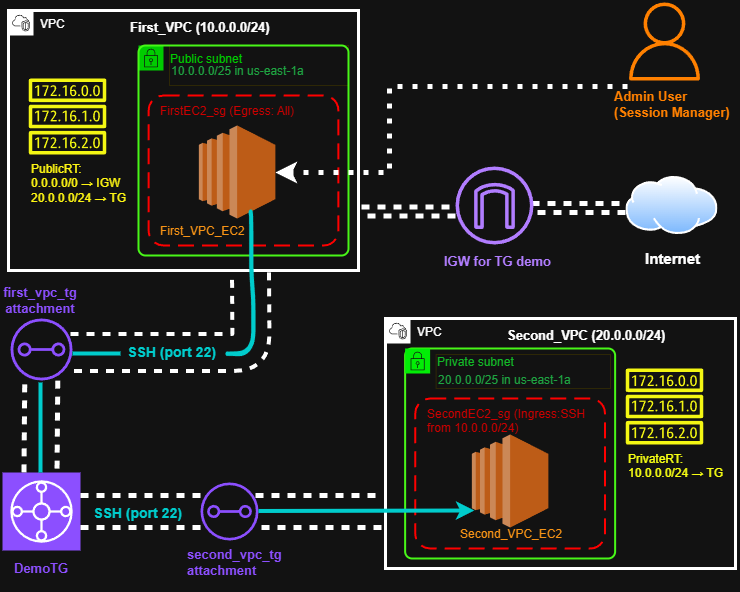 VPC
First_VPC (10.0.0.0/24)
Public subnet
10.0.0.0/25 in us-east-1a
172.16.0.0
172.16.1.0
172.16.2.0
PublicRT:
0.0.0.0/0 → IGW
20.0.0.0/24 → TG
FirstEC2_sg (Egress: All)
First_VPC_EC2
Admin User
(Session Manager)
IGW for TG demo
Internet
first_vpc_tg
attachment
SSH (port 22)
VPC
Second_VPC (20.0.0.0/24)
Private subnet
20.0.0.0/25 in us-east-1a
SecondEC2_sg (Ingress:SSH
from 10.0.0.0/24)
Second_VPC_EC2
172.16.0.0
172.16.1.0
172.16.2.0
PrivateRT:
10.0.0.0/24 → TG
SSH (port 22)
second_vpc_tg
attachment
DemoTG